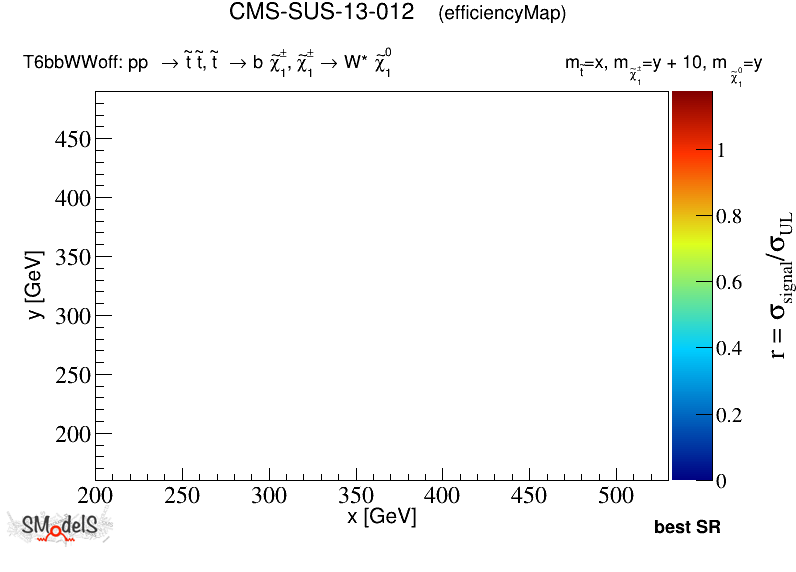 CMS-SUS-13-012 (efficiencyMap)
T6bbWWoff: pp → t̃ t̃, t̃ → b χ̃₁±, χ̃₁± → W* χ̃₁⁰
m_t̃=x, m_χ̃₁±=y + 10, m_χ̃₁⁰=y
450
400
350
300
250
200
y [GeV]
200 250 300 350 400 450 500
x [GeV]
1
0.8
0.6
0.4
0.2
0
r = σsignal/σUL
SModelS
best SR